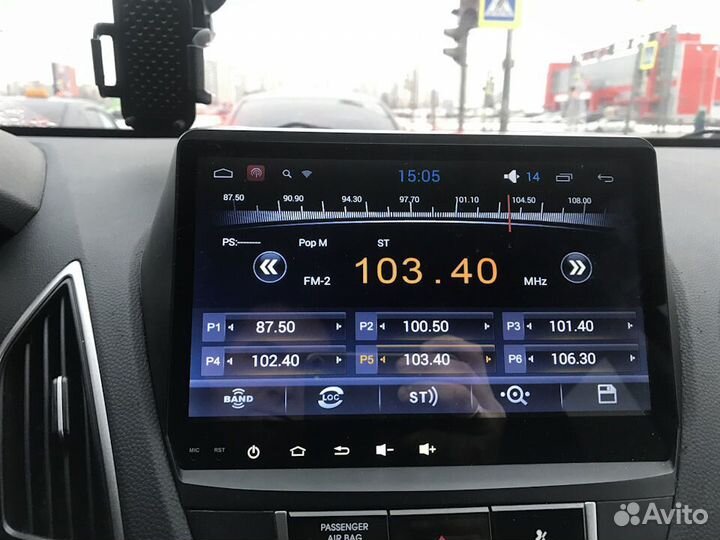 15:05 14
87.50 90.90 94.30 97.70 101.10 104.50 108.00
PS:------- Pop M ST
FM-2 103.40 MHz
P1 87.50 P2 100.50 P3 101.40
P4 102.40 P5 103.40 P6 106.30
BAND LOC ST
MIC RST
PASSENGER
AIR BAG
Avito